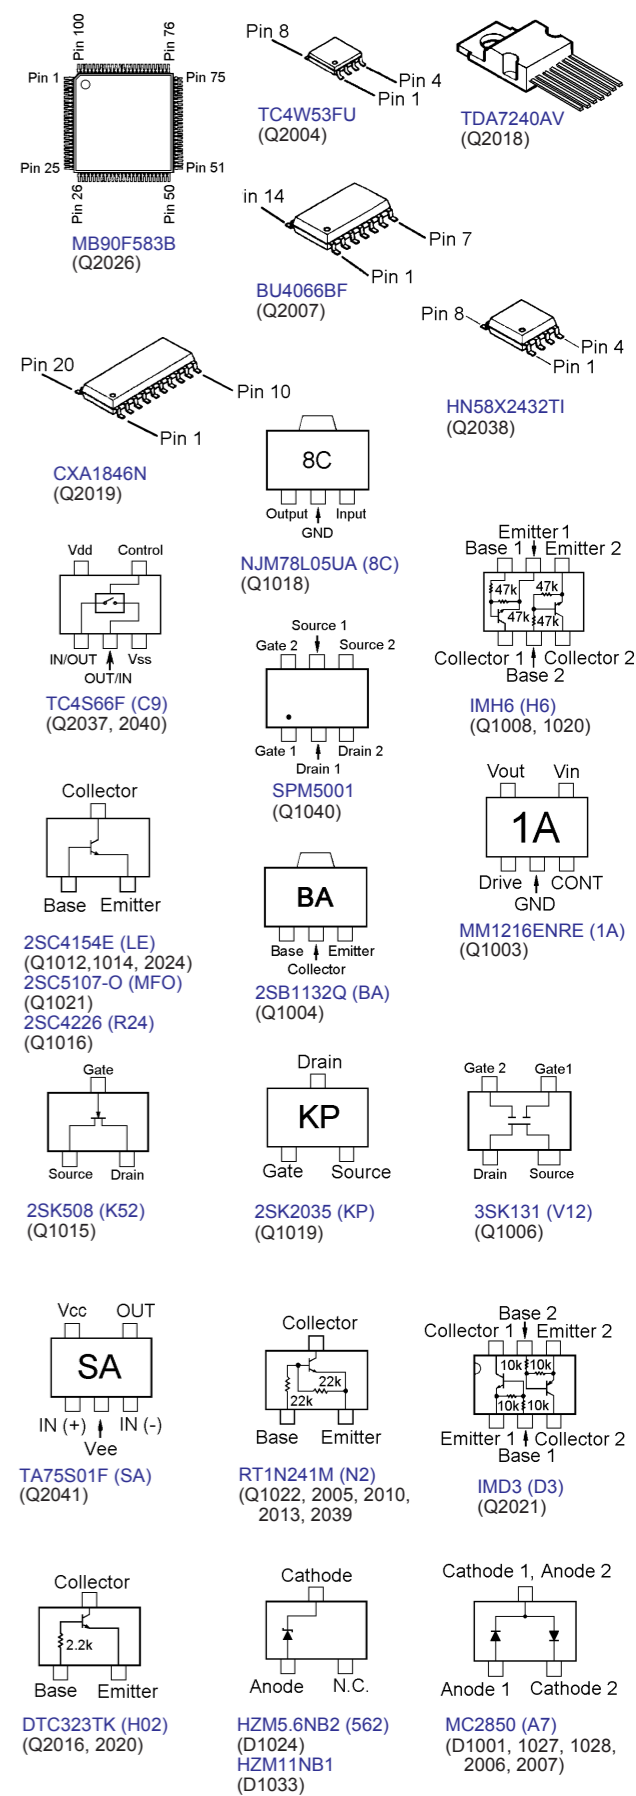 Pin 100
Pin 76
Pin 1
Pin 75
Pin 25
Pin 51
Pin 26
Pin 50
MB90F583B
(Q2026)
Pin 8
Pin 4
Pin 1
TC4W53FU
(Q2004)
TDA7240AV
(Q2018)
in 14
Pin 7
Pin 1
BU4066BF
(Q2007)
Pin 8
Pin 4
Pin 1
HN58X2432TI
(Q2038)
Pin 20
Pin 10
Pin 1
CXA1846N
(Q2019)
8C
Output
Input
GND
NJM78L05UA (8C)
(Q1018)
Vdd
Control
IN/OUT
Vss
OUT/IN
TC4S66F (C9)
(Q2037, 2040)
Source 1
Gate 2
Source 2
Gate 1
Drain 2
Drain 1
SPM5001
(Q1040)
Emitter 1
Base 1
Emitter 2
47k
47k
47k
47k
Collector 1
Collector 2
Base 2
IMH6 (H6)
(Q1008, 1020)
Collector
Base
Emitter
2SC4154E (LE)
(Q1012,1014, 2024)
2SC5107-O (MFO)
(Q1021)
2SC4226 (R24)
(Q1016)
BA
Base
Emitter
Collector
2SB1132Q (BA)
(Q1004)
Vout
Vin
1A
Drive
CONT
GND
MM1216ENRE (1A)
(Q1003)
Gate
Source
Drain
2SK508 (K52)
(Q1015)
Drain
KP
Gate
Source
2SK2035 (KP)
(Q1019)
Gate 2
Gate1
Drain
Source
3SK131 (V12)
(Q1006)
Vcc
OUT
SA
IN (+)
IN (-)
Vee
TA75S01F (SA)
(Q2041)
Collector
22k
22k
Base
Emitter
RT1N241M (N2)
(Q1022, 2005, 2010,
2013, 2039
Base 2
Collector 1
Emitter 2
10k
10k
10k
10k
Emitter 1
Collector 2
Base 1
IMD3 (D3)
(Q2021)
Collector
2.2k
Base
Emitter
DTC323TK (H02)
(Q2016, 2020)
Cathode
Anode
N.C.
HZM5.6NB2 (562)
(D1024)
HZM11NB1
(D1033)
Cathode 1, Anode 2
Anode 1
Cathode 2
MC2850 (A7)
(D1001, 1027, 1028,
2006, 2007)